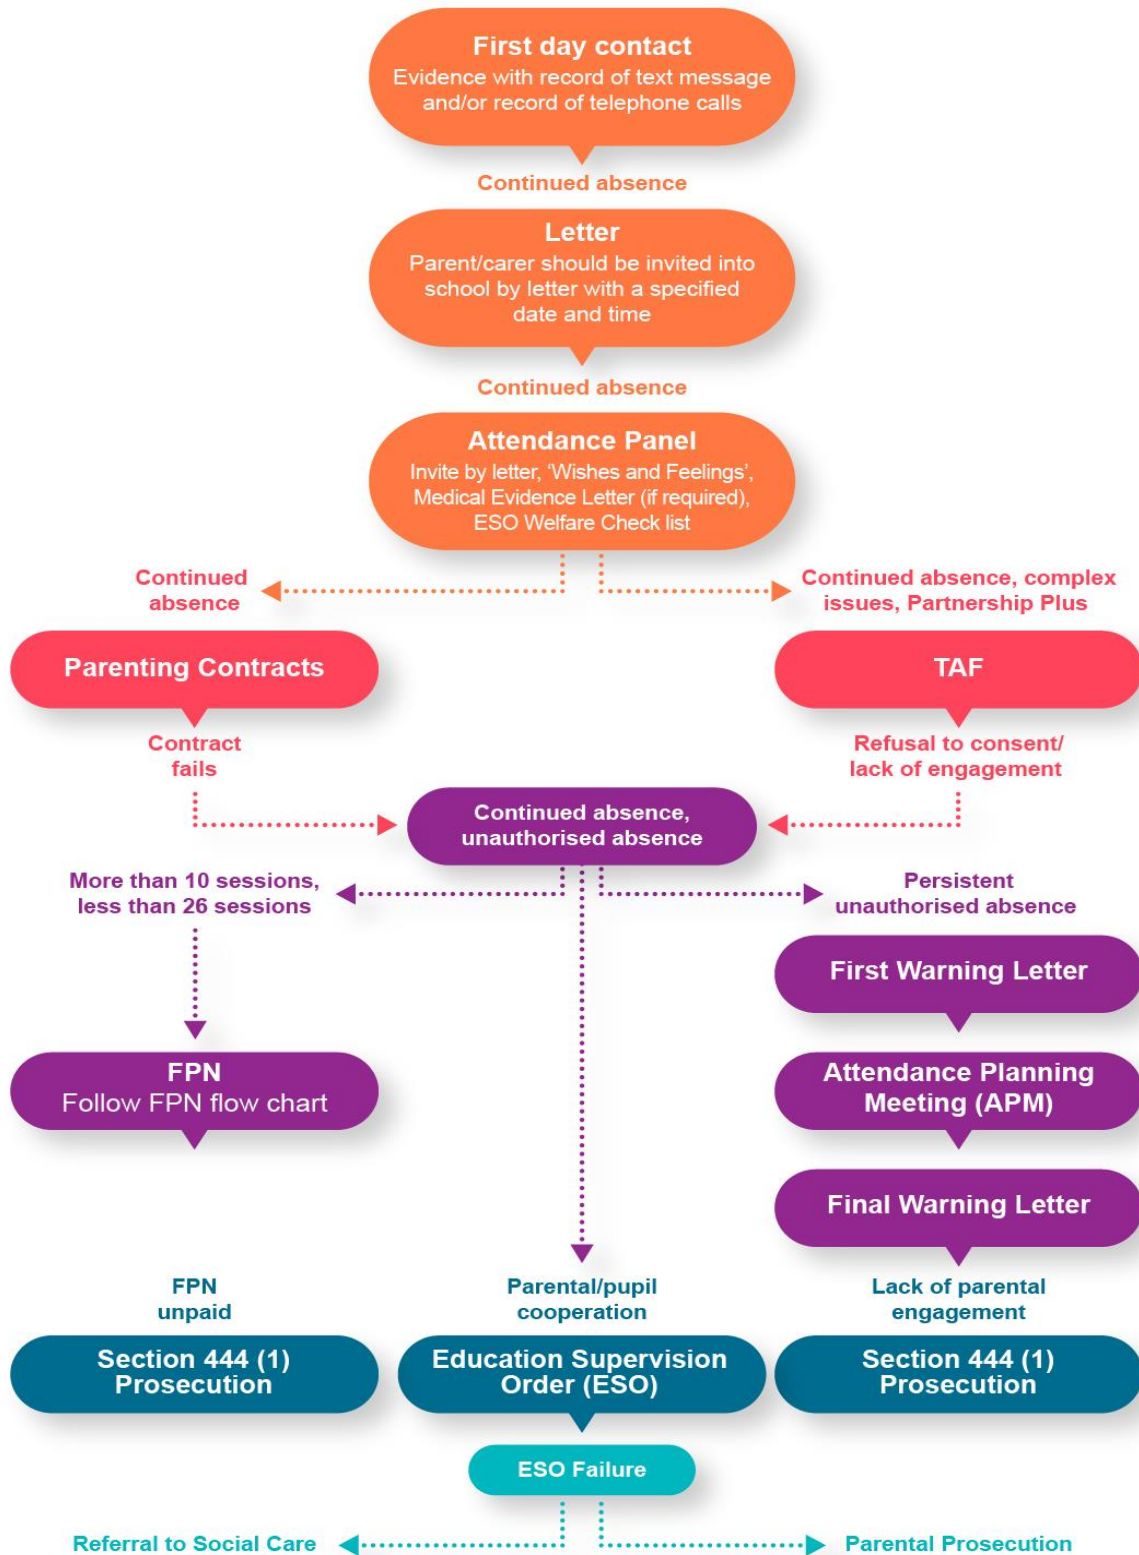 First day contact
Evidence with record of text message
and/or record of telephone calls
Continued absence
Letter
Parent/carer should be invited into
school by letter with a specified
date and time
Continued absence
Attendance Panel
Invite by letter, ‘Wishes and Feelings’,
Medical Evidence Letter (if required),
ESO Welfare Check list
Continued
absence
Continued absence, complex
issues, Partnership Plus
Parenting Contracts
TAF
Contract
fails
Refusal to consent/
lack of engagement
Continued absence,
unauthorised absence
More than 10 sessions,
less than 26 sessions
Persistent
unauthorised absence
First Warning Letter
FPN
Follow FPN flow chart
Attendance Planning
Meeting (APM)
Final Warning Letter
FPN
unpaid
Parental/pupil
cooperation
Lack of parental
engagement
Section 444 (1)
Prosecution
Education Supervision
Order (ESO)
Section 444 (1)
Prosecution
ESO Failure
Referral to Social Care
Parental Prosecution